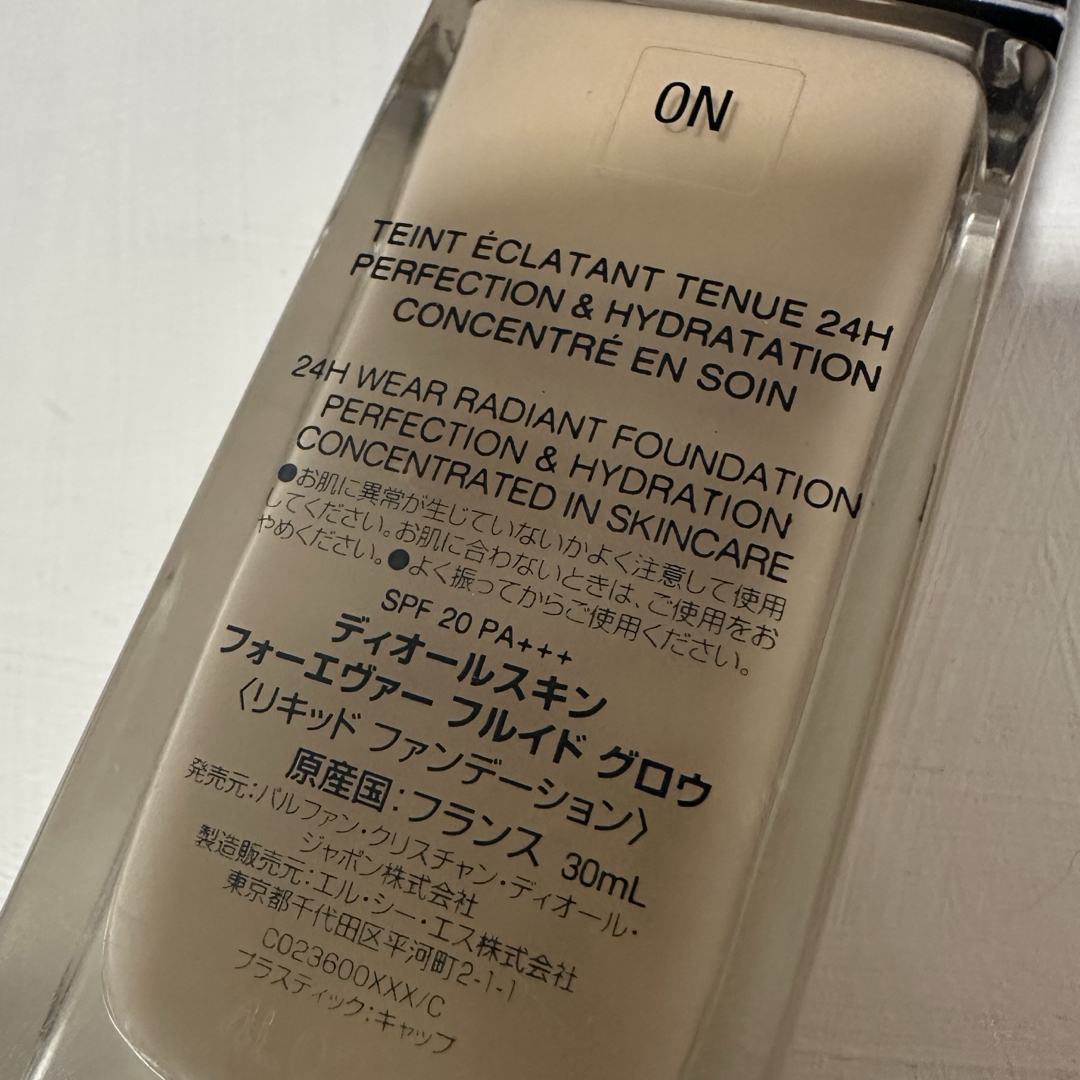 0N
TEINT ÉCLATANT TENUE 24H
PERFECTION & HYDRATATION
CONCENTRÉ EN SOIN
24H WEAR RADIANT FOUNDATION
PERFECTION & HYDRATION
CONCENTRATED IN SKINCARE
●お肌に異常が生じていないかよく注意して使用
してください。お肌に合わないときは、ご使用をお
やめください。●よく振ってからご使用ください。
SPF 20 PA+++
ディオールスキン
フォーエヴァー フルイド グロウ
〈リキッド ファンデーション〉
原産国:フランス 30mL
発売元:パルファン・クリスチャン・ディオール・
ジャポン株式会社
製造販売元:エル・シー・エス株式会社
東京都千代田区平河町2-1-1
C023600XXX/C
プラスティック:キャップ